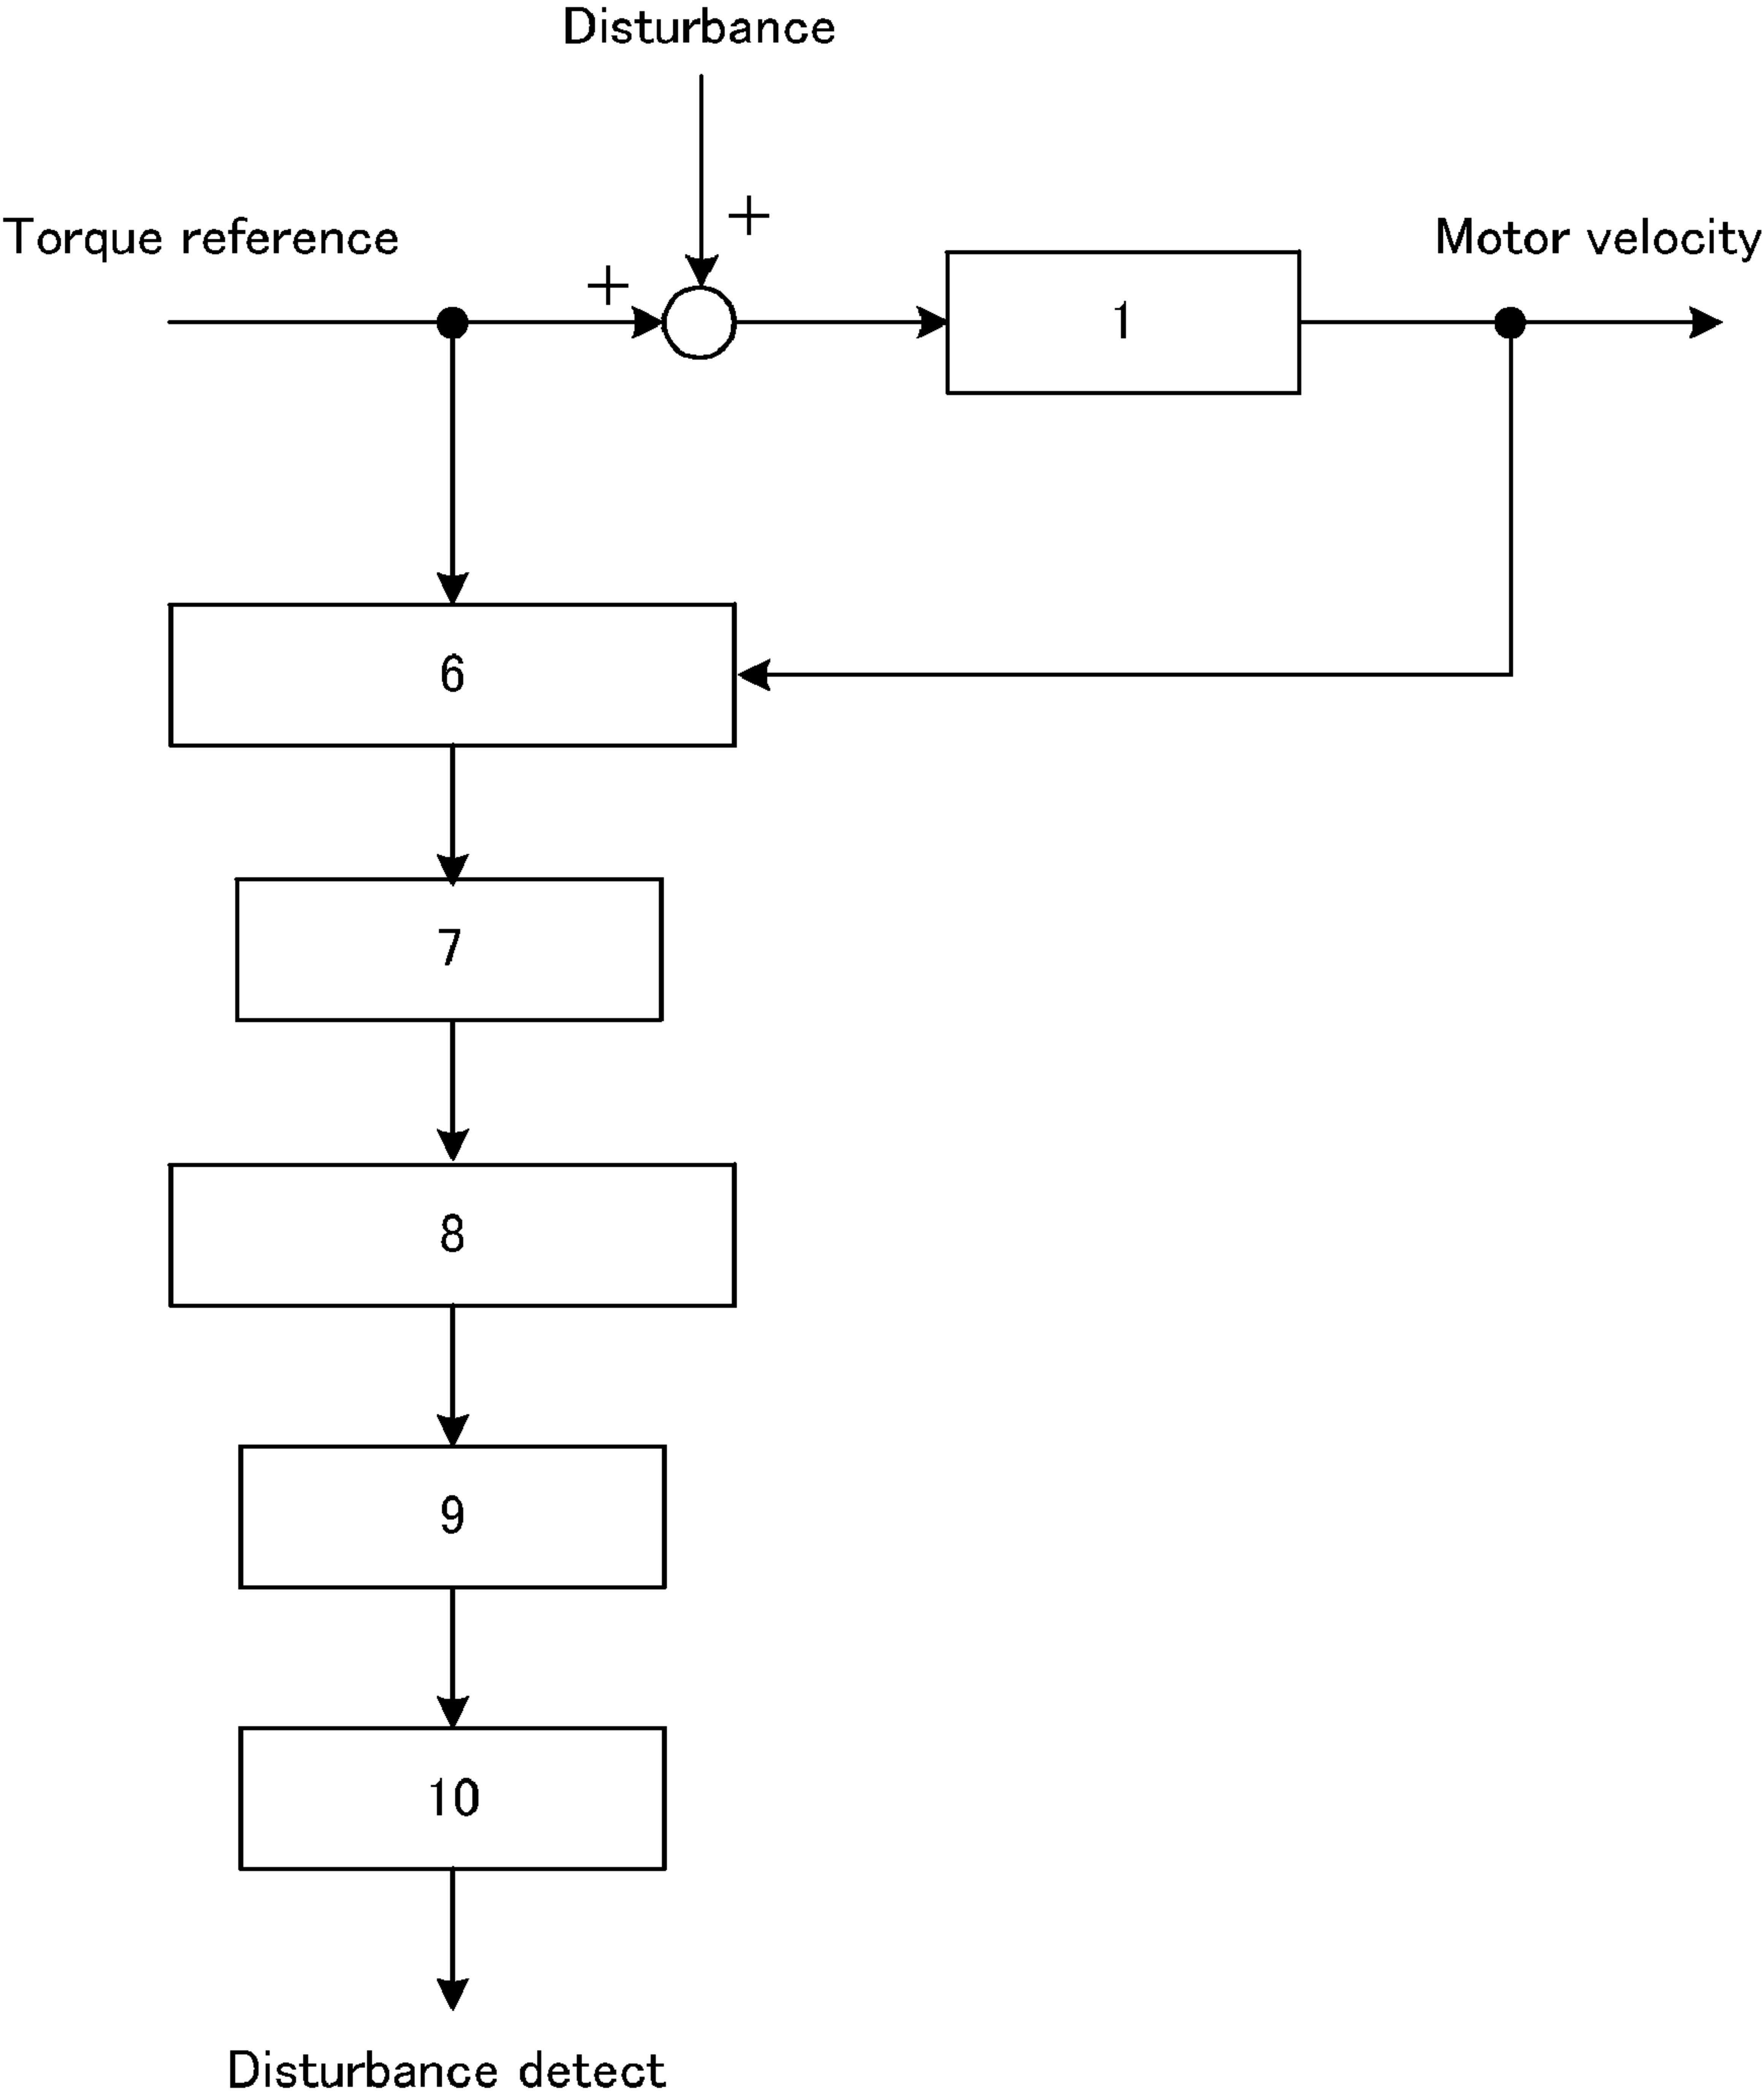 Disturbance
+
Torque reference
Motor velocity
+
1
6
7
8
9
10
Disturbance detect